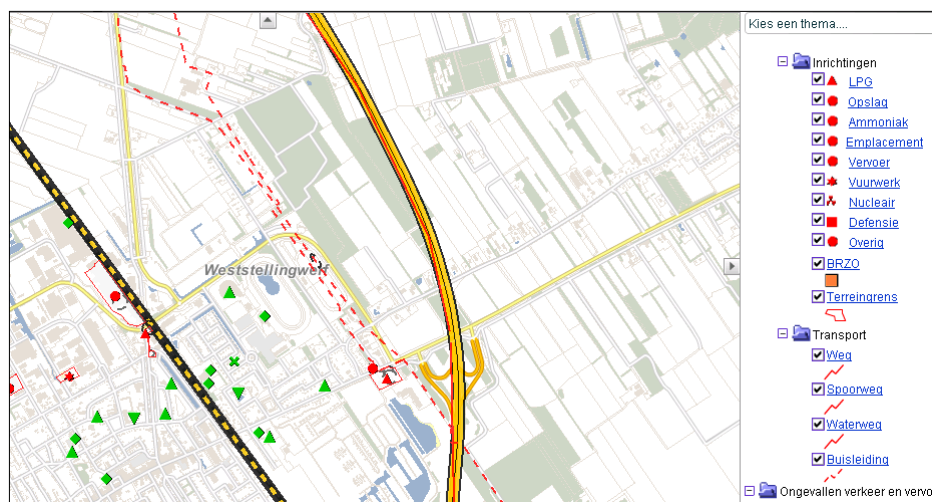 Kies een thema....
Inrichtingen
LPG
Opslag
Ammoniak
Emplacement
Vervoer
Vuurwerk
Nucleair
Defensie
Overig
BRZO
Terreingrens
Transport
Weg
Spoorweg
Waterweg
Buisleiding
Ongevallen verkeer en vervo
Weststellingwerf